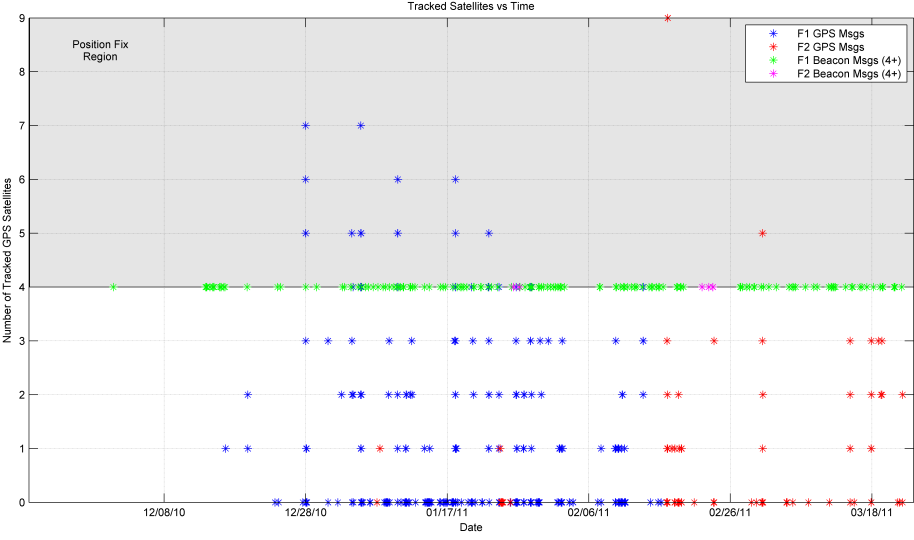 Tracked Satellites vs Time
9
8
7
6
5
4
3
2
1
0
Number of Tracked GPS Satellites
Position Fix
Region
F1 GPS Msgs
F2 GPS Msgs
F1 Beacon Msgs (4+)
F2 Beacon Msgs (4+)
12/08/10
12/28/10
01/17/11
02/06/11
02/26/11
03/18/11
Date